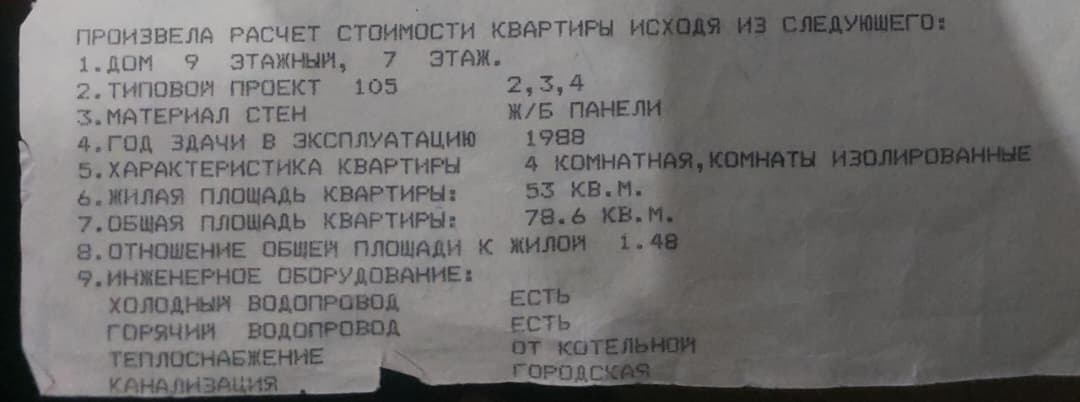 ПРОИЗВЕЛА РАСЧЕТ СТОИМОСТИ КВАРТИРЫ ИСХОДЯ ИЗ СЛЕДУЮШЕГО:
1.ДОМ 9 ЭТАЖНЫЙ, 7 ЭТАЖ.
2.ТИПОВОЙ ПРОЕКТ 105 2,3,4
3.МАТЕРИАЛ СТЕН Ж/Б ПАНЕЛИ
4.ГОД ЗДАЧИ В ЭКСПЛУАТАЦИЮ 1988
5.ХАРАКТЕРИСТИКА КВАРТИРЫ 4 КОМНАТНАЯ,КОМНАТЫ ИЗОЛИРОВАННЫЕ
6.ЖИЛАЯ ПЛОЩАДЬ КВАРТИРЫ: 53 КВ.М.
7.ОБЩАЯ ПЛОЩАДЬ КВАРТИРЫ: 78.6 КВ.М.
8.ОТНОШЕНИЕ ОБЩЕЙ ПЛОЩАДИ К ЖИЛОЙ 1.48
9.ИНЖЕНЕРНОЕ ОБОРУДОВАНИЕ:
ХОЛОДНЫЙ ВОДОПРОВОД ЕСТЬ
ГОРЯЧИЙ ВОДОПРОВОД ЕСТЬ
ТЕПЛОСНАБЖЕНИЕ ОТ КОТЕЛЬНОЙ
КАНАЛИЗАЦИЯ ГОРОДСКАЯ